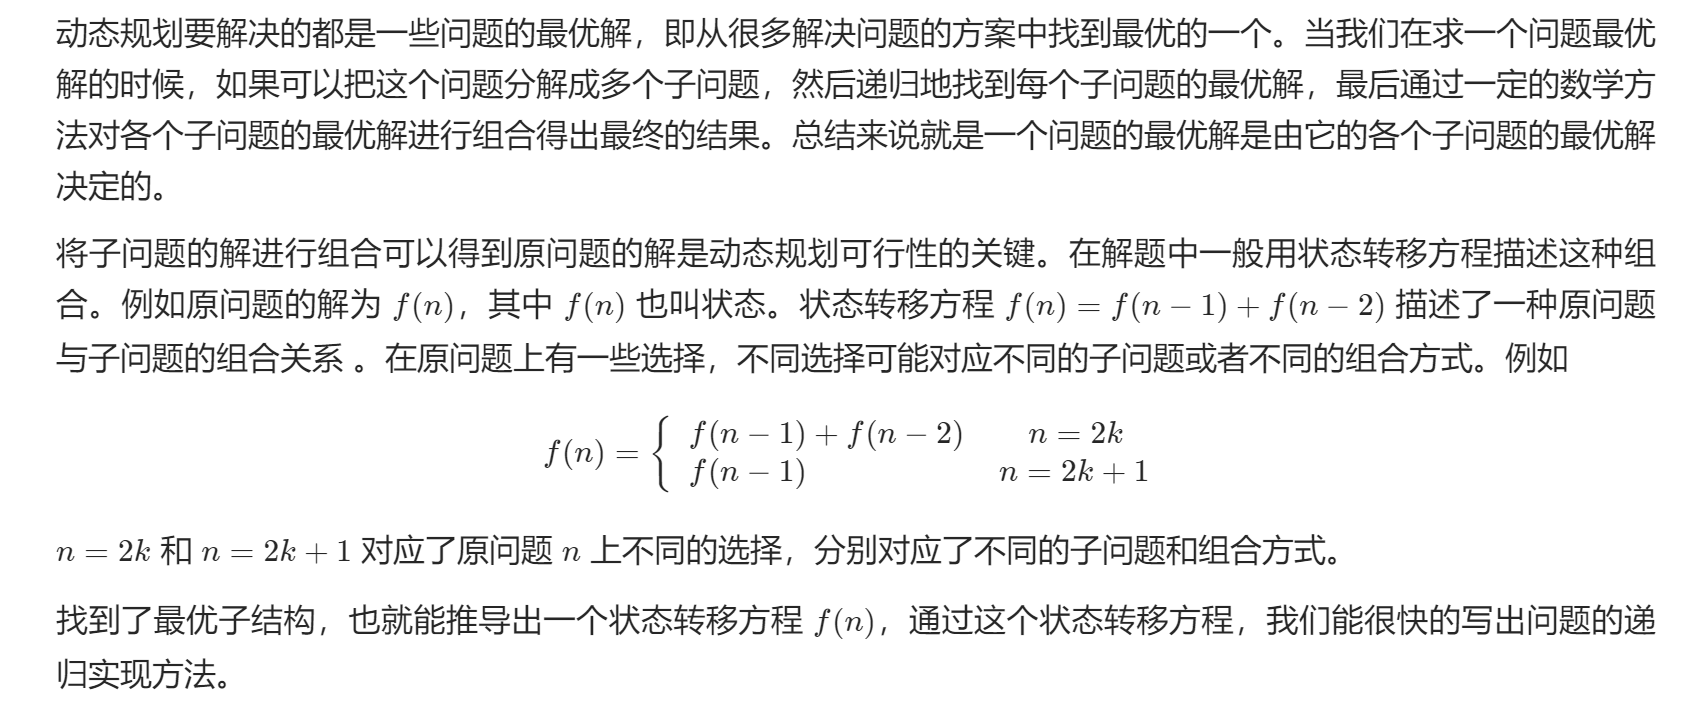 动态规划要解决的都是一些问题的最优解，即从很多解决问题的方案中找到最优的一个。当我们在求一个问题最优
解的时候，如果可以把这个问题分解成多个子问题，然后递归地找到每个子问题的最优解，最后通过一定的数学方
法对各个子问题的最优解进行组合得出最终的结果。总结来说就是一个问题的最优解是由它的各个子问题的最优解
决定的。
将子问题的解进行组合可以得到原问题的解是动态规划可行性的关键。在解题中一般用状态转移方程描述这种组
合。例如原问题的解为 f(n)，其中 f(n) 也叫状态。状态转移方程 f(n) = f(n − 1) + f(n − 2) 描述了一种原问题
与子问题的组合关系 。在原问题上有一些选择，不同选择可能对应不同的子问题或者不同的组合方式。例如
f(n) = {
f(n − 1) + f(n − 2) n = 2k
f(n − 1) n = 2k + 1
n = 2k 和 n = 2k + 1 对应了原问题 n 上不同的选择，分别对应了不同的子问题和组合方式。
找到了最优子结构，也就能推导出一个状态转移方程 f(n)，通过这个状态转移方程，我们能很快的写出问题的递
归实现方法。